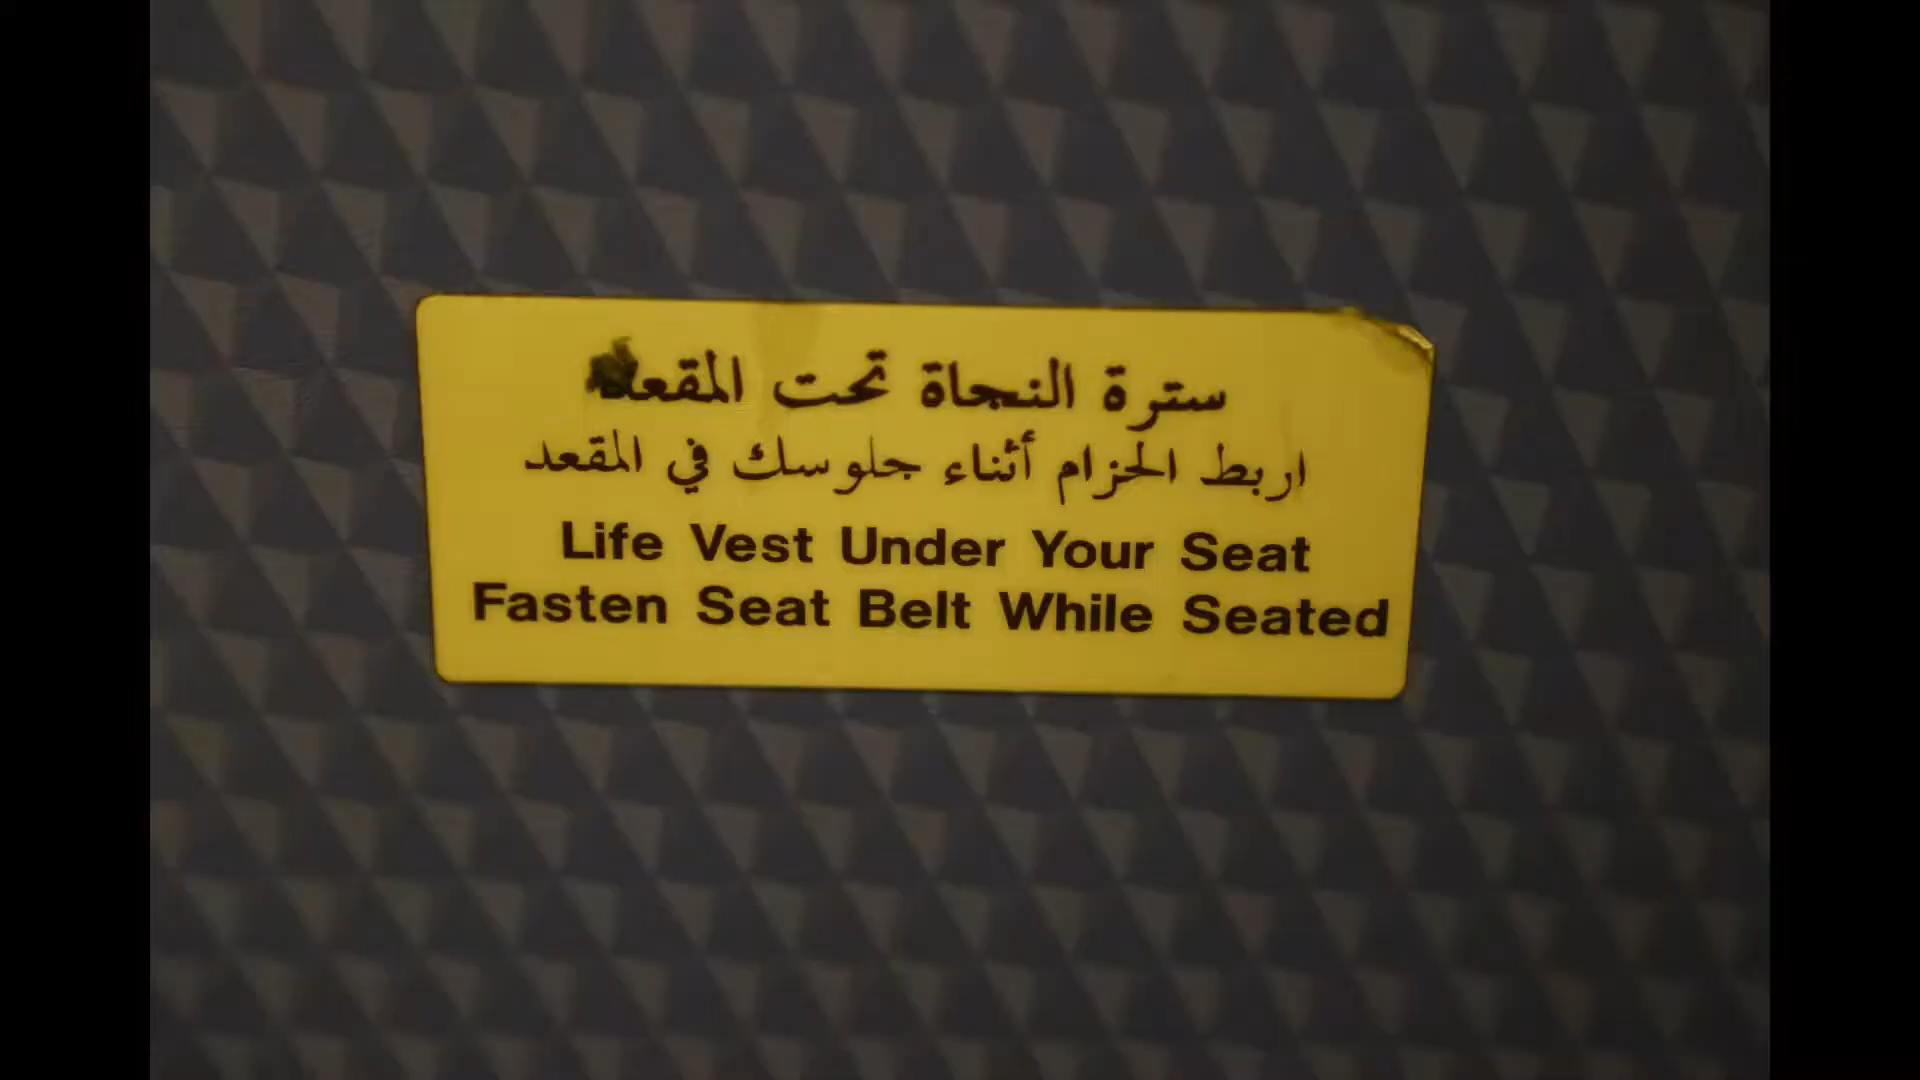 سترة النجاة تحت المقعد
اربط الحزام أثناء جلوسك في المقعد
Life Vest Under Your Seat
Fasten Seat Belt While Seated